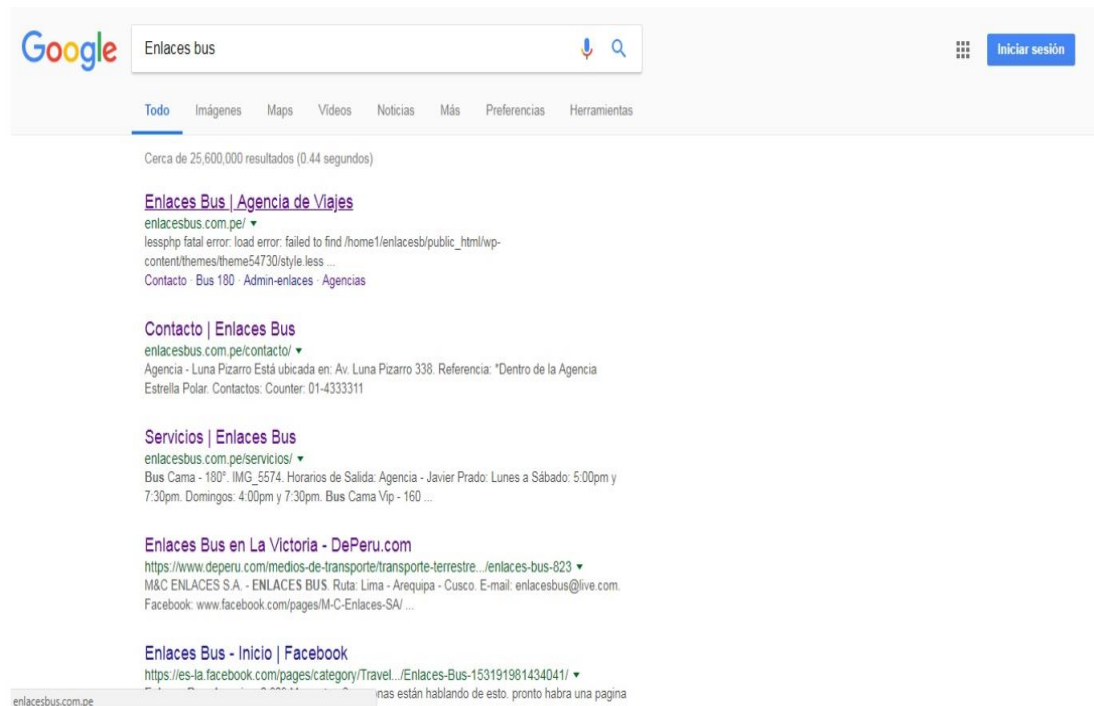 Google
Enlaces bus
Iniciar sesión
Todo Imágenes Maps Vídeos Noticias Más Preferencias Herramientas
Cerca de 25,600,000 resultados (0.44 segundos)
Enlaces Bus | Agencia de Viajes
enlacesbus.com.pe/
lessphp fatal error: load error: failed to find /home1/enlacesb/public_html/wp-
content/themes/theme54730/style.less ...
Contacto · Bus 180 · Admin-enlaces · Agencias
Contacto | Enlaces Bus
enlacesbus.com.pe/contacto/
Agencia - Luna Pizarro Está ubicada en: Av. Luna Pizarro 338. Referencia: "Dentro de la Agencia
Estrella Polar. Contactos: Counter: 01-4333311
Servicios | Enlaces Bus
enlacesbus.com.pe/servicios/
Bus Cama - 180°. IMG_5574. Horarios de Salida: Agencia - Javier Prado: Lunes a Sábado: 5:00pm y
7:30pm. Domingos: 4:00pm y 7:30pm. Bus Cama Vip - 160 ...
Enlaces Bus en La Victoria - DePeru.com
https://www.deperu.com/medios-de-transporte/transporte-terrestre.../enlaces-bus-823
M&C ENLACES S.A. - ENLACES BUS. Ruta: Lima - Arequipa - Cusco. E-mail: enlacesbus@live.com.
Facebook: www.facebook.com/pages/M-C-Enlaces-SA/ ...
Enlaces Bus - Inicio | Facebook
https://es-la.facebook.com/pages/category/Travel.../Enlaces-Bus-153191981434041/
están hablando de esto. pronto habra una pagina
enlacesbus.com.pe